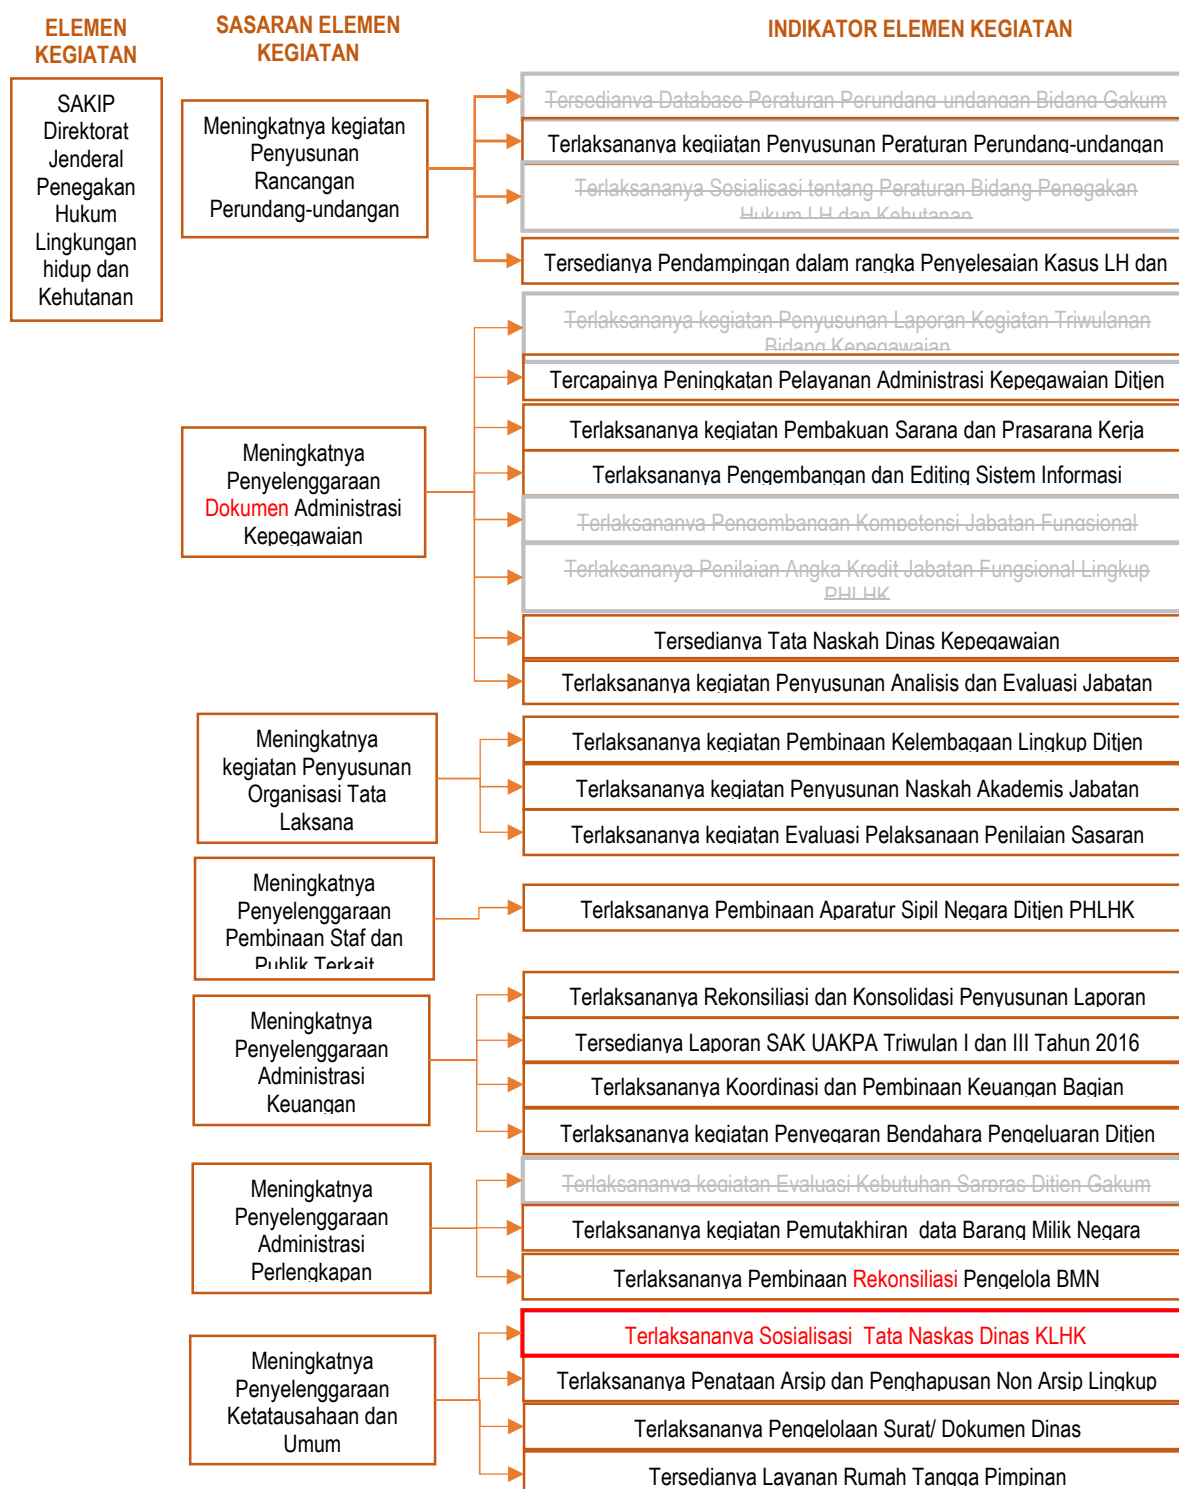 ELEMEN
KEGIATAN
SASARAN ELEMEN
KEGIATAN
INDIKATOR ELEMEN KEGIATAN
SAKIP
Direktorat
Jenderal
Penegakan
Hukum
Lingkungan
hidup dan
Kehutanan
Meningkatnya kegiatan
Penyusunan
Rancangan
Perundang-undangan
Tersedianya Database Peraturan Perundang-undangan Bidang Gakum
Terlaksananya kegiiatan Penyusunan Peraturan Perundang-undangan
Terlaksananya Sosialisasi tentang Peraturan Bidang Penegakan
Hukum LH dan Kehutanan
Tersedianya Pendampingan dalam rangka Penyelesaian Kasus LH dan
Meningkatnya
Penyelenggaraan
Dokumen Administrasi
Kepegawaian
Terlaksananya kegiatan Penyusunan Laporan Kegiatan Triwulanan
Bidang Kepegawaian
Tercapainya Peningkatan Pelayanan Administrasi Kepegawaian Ditjen
Terlaksananya kegiatan Pembakuan Sarana dan Prasarana Kerja
Terlaksananya Pengembangan dan Editing Sistem Informasi
Terlaksananya Pengembangan Kompetensi Jabatan Fungsional
Terlaksananya Penilaian Angka Kredit Jabatan Fungsional Lingkup
PHLHK
Tersedianya Tata Naskah Dinas Kepegawaian
Terlaksananya kegiatan Penyusunan Analisis dan Evaluasi Jabatan
Meningkatnya
kegiatan Penyusunan
Organisasi Tata
Laksana
Terlaksananya kegiatan Pembinaan Kelembagaan Lingkup Ditjen
Terlaksananya kegiatan Penyusunan Naskah Akademis Jabatan
Terlaksananya kegiatan Evaluasi Pelaksanaan Penilaian Sasaran
Meningkatnya
Penyelenggaraan
Pembinaan Staf dan
Publik Terkait
Terlaksananya Pembinaan Aparatur Sipil Negara Ditjen PHLHK
Meningkatnya
Penyelenggaraan
Administrasi
Keuangan
Terlaksananya Rekonsiliasi dan Konsolidasi Penyusunan Laporan
Tersedianya Laporan SAK UAKPA Triwulan I dan III Tahun 2016
Terlaksananya Koordinasi dan Pembinaan Keuangan Bagian
Terlaksananya kegiatan Penyegaran Bendahara Pengeluaran Ditjen
Meningkatnya
Penyelenggaraan
Administrasi
Perlengkapan
Terlaksananya kegiatan Evaluasi Kebutuhan Sarpras Ditjen Gakum
Terlaksananya kegiatan Pemutakhiran data Barang Milik Negara
Terlaksananya Pembinaan Rekonsiliasi Pengelola BMN
Meningkatnya
Penyelenggaraan
Ketatausahaan dan
Umum
Terlaksananya Sosialisasi Tata Naskas Dinas KLHK
Terlaksananya Penataan Arsip dan Penghapusan Non Arsip Lingkup
Terlaksananya Pengelolaan Surat/ Dokumen Dinas
Tersedianya Layanan Rumah Tangga Pimpinan